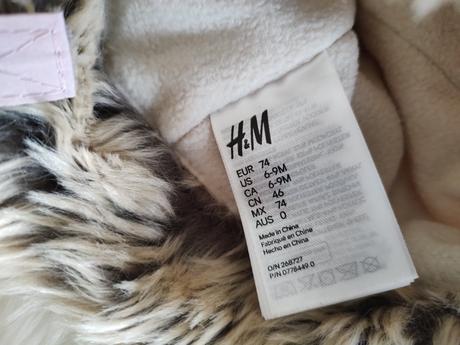 H&M
EUR 74
US 6-9M
CA 6-9M
CN 46
MX 74
AUS 0
Made in China
Fabriqué en Chine
Hecho en China
O/N 268727
P/N 0778449 0